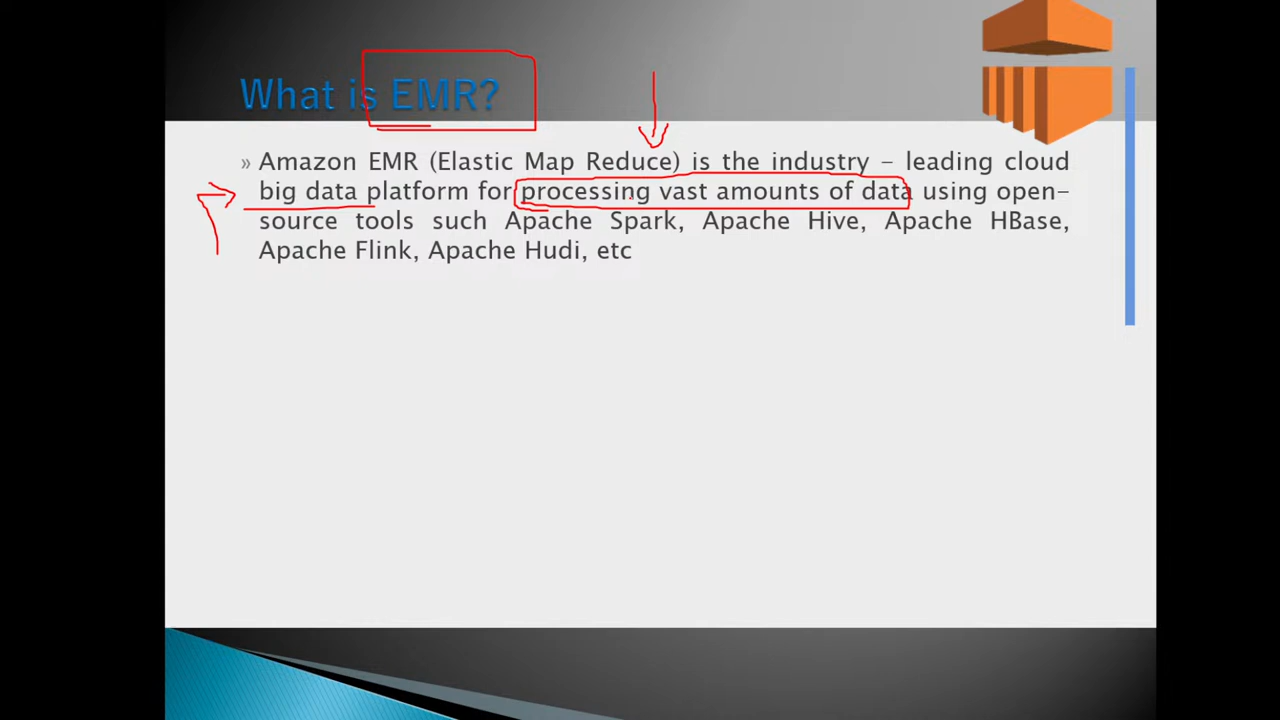 What is EMR?
» Amazon EMR (Elastic Map Reduce) is the industry – leading cloud
big data platform for processing vast amounts of data using open-
source tools such Apache Spark, Apache Hive, Apache HBase,
Apache Flink, Apache Hudi, etc